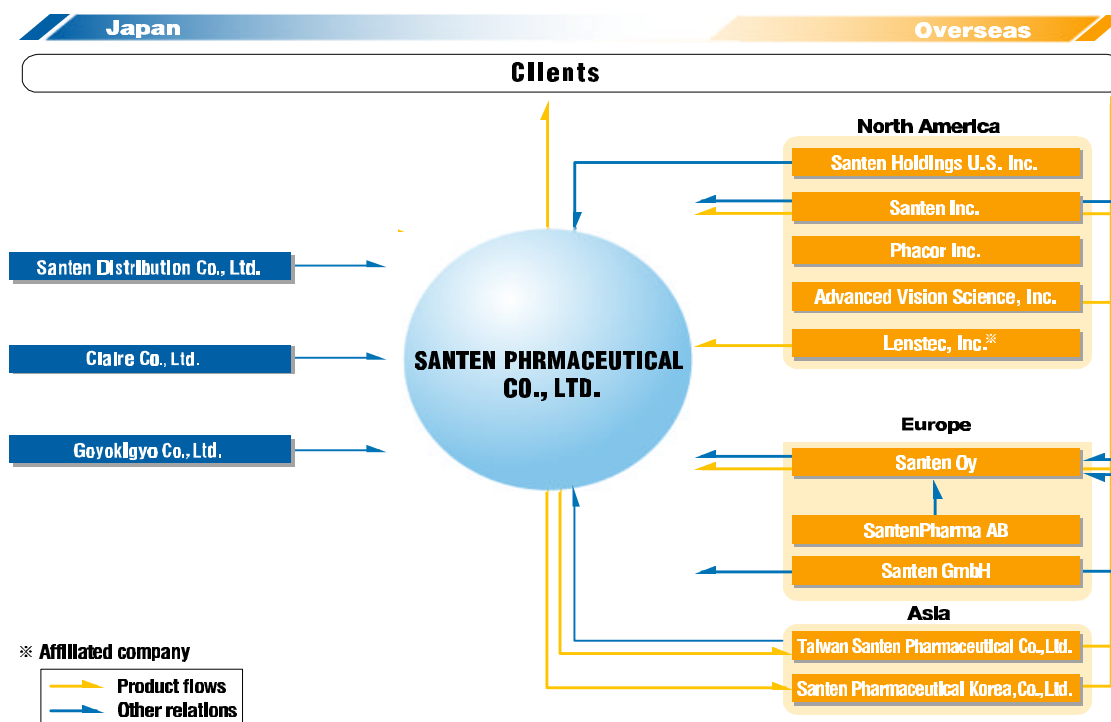 Japan
Overseas
Clients
North America
Santen Holdings U.S. Inc.
Santen Inc.
Phacor Inc.
Advanced Vision Science, Inc.
Lenstec, Inc.※
Santen Distribution Co., Ltd.
Claire Co., Ltd.
Goyokigyo Co., Ltd.
SANTEN PHRMACEUTICAL
CO., LTD.
Europe
Santen Oy
SantenPharma AB
Santen GmbH
Asia
Taiwan Santen Pharmaceutical Co., Ltd.
Santen Pharmaceutical Korea, Co., Ltd.
※ Affiliated company
Product flows
Other relations